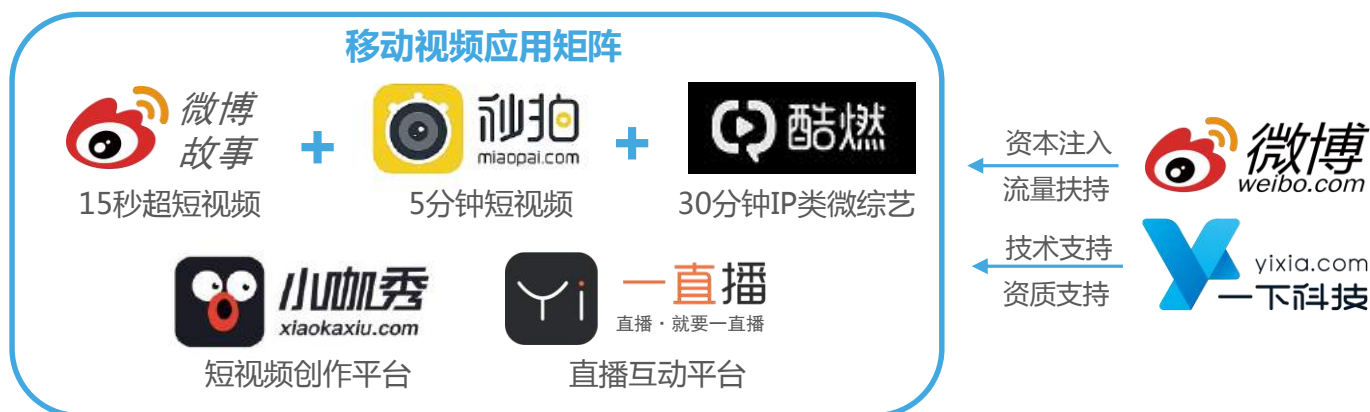 移动视频应用矩阵
微博
故事
+
秒拍
miaopai.com
+
酷燃
15秒超短视频
5分钟短视频
30分钟IP类微综艺
小咖秀
xiaokaxiu.com
Yi
一直播
直播·就要一直播
短视频创作平台
直播互动平台
资本注入
流量扶持
微博
weibo.com
技术支持
资质支持
yixia.com
一下科技